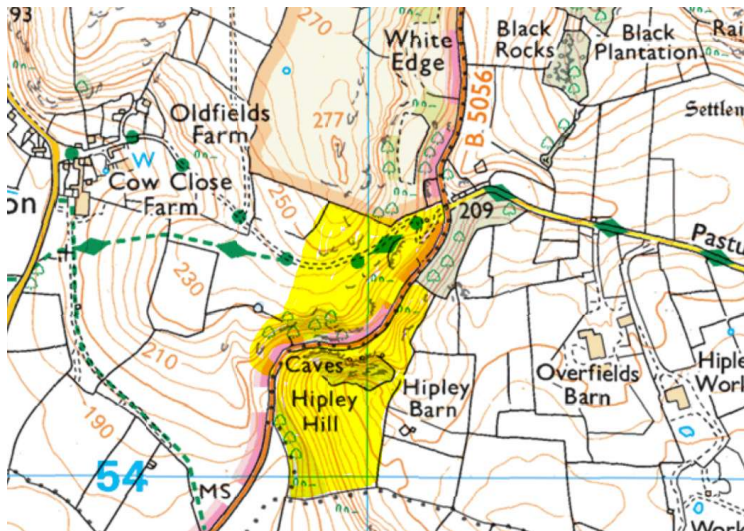 93
270
White
Edge
Black
Rocks
Black
Plantation
Rai
Settlem
Oldfields
Farm
277
B 5056
W
Cow Close
Farm
on
250
209
Pastu
230
210
Caves
Hipley
Hill
Hipley
Barn
Overfields
Barn
Hiple
Work
190
54
MS
Work